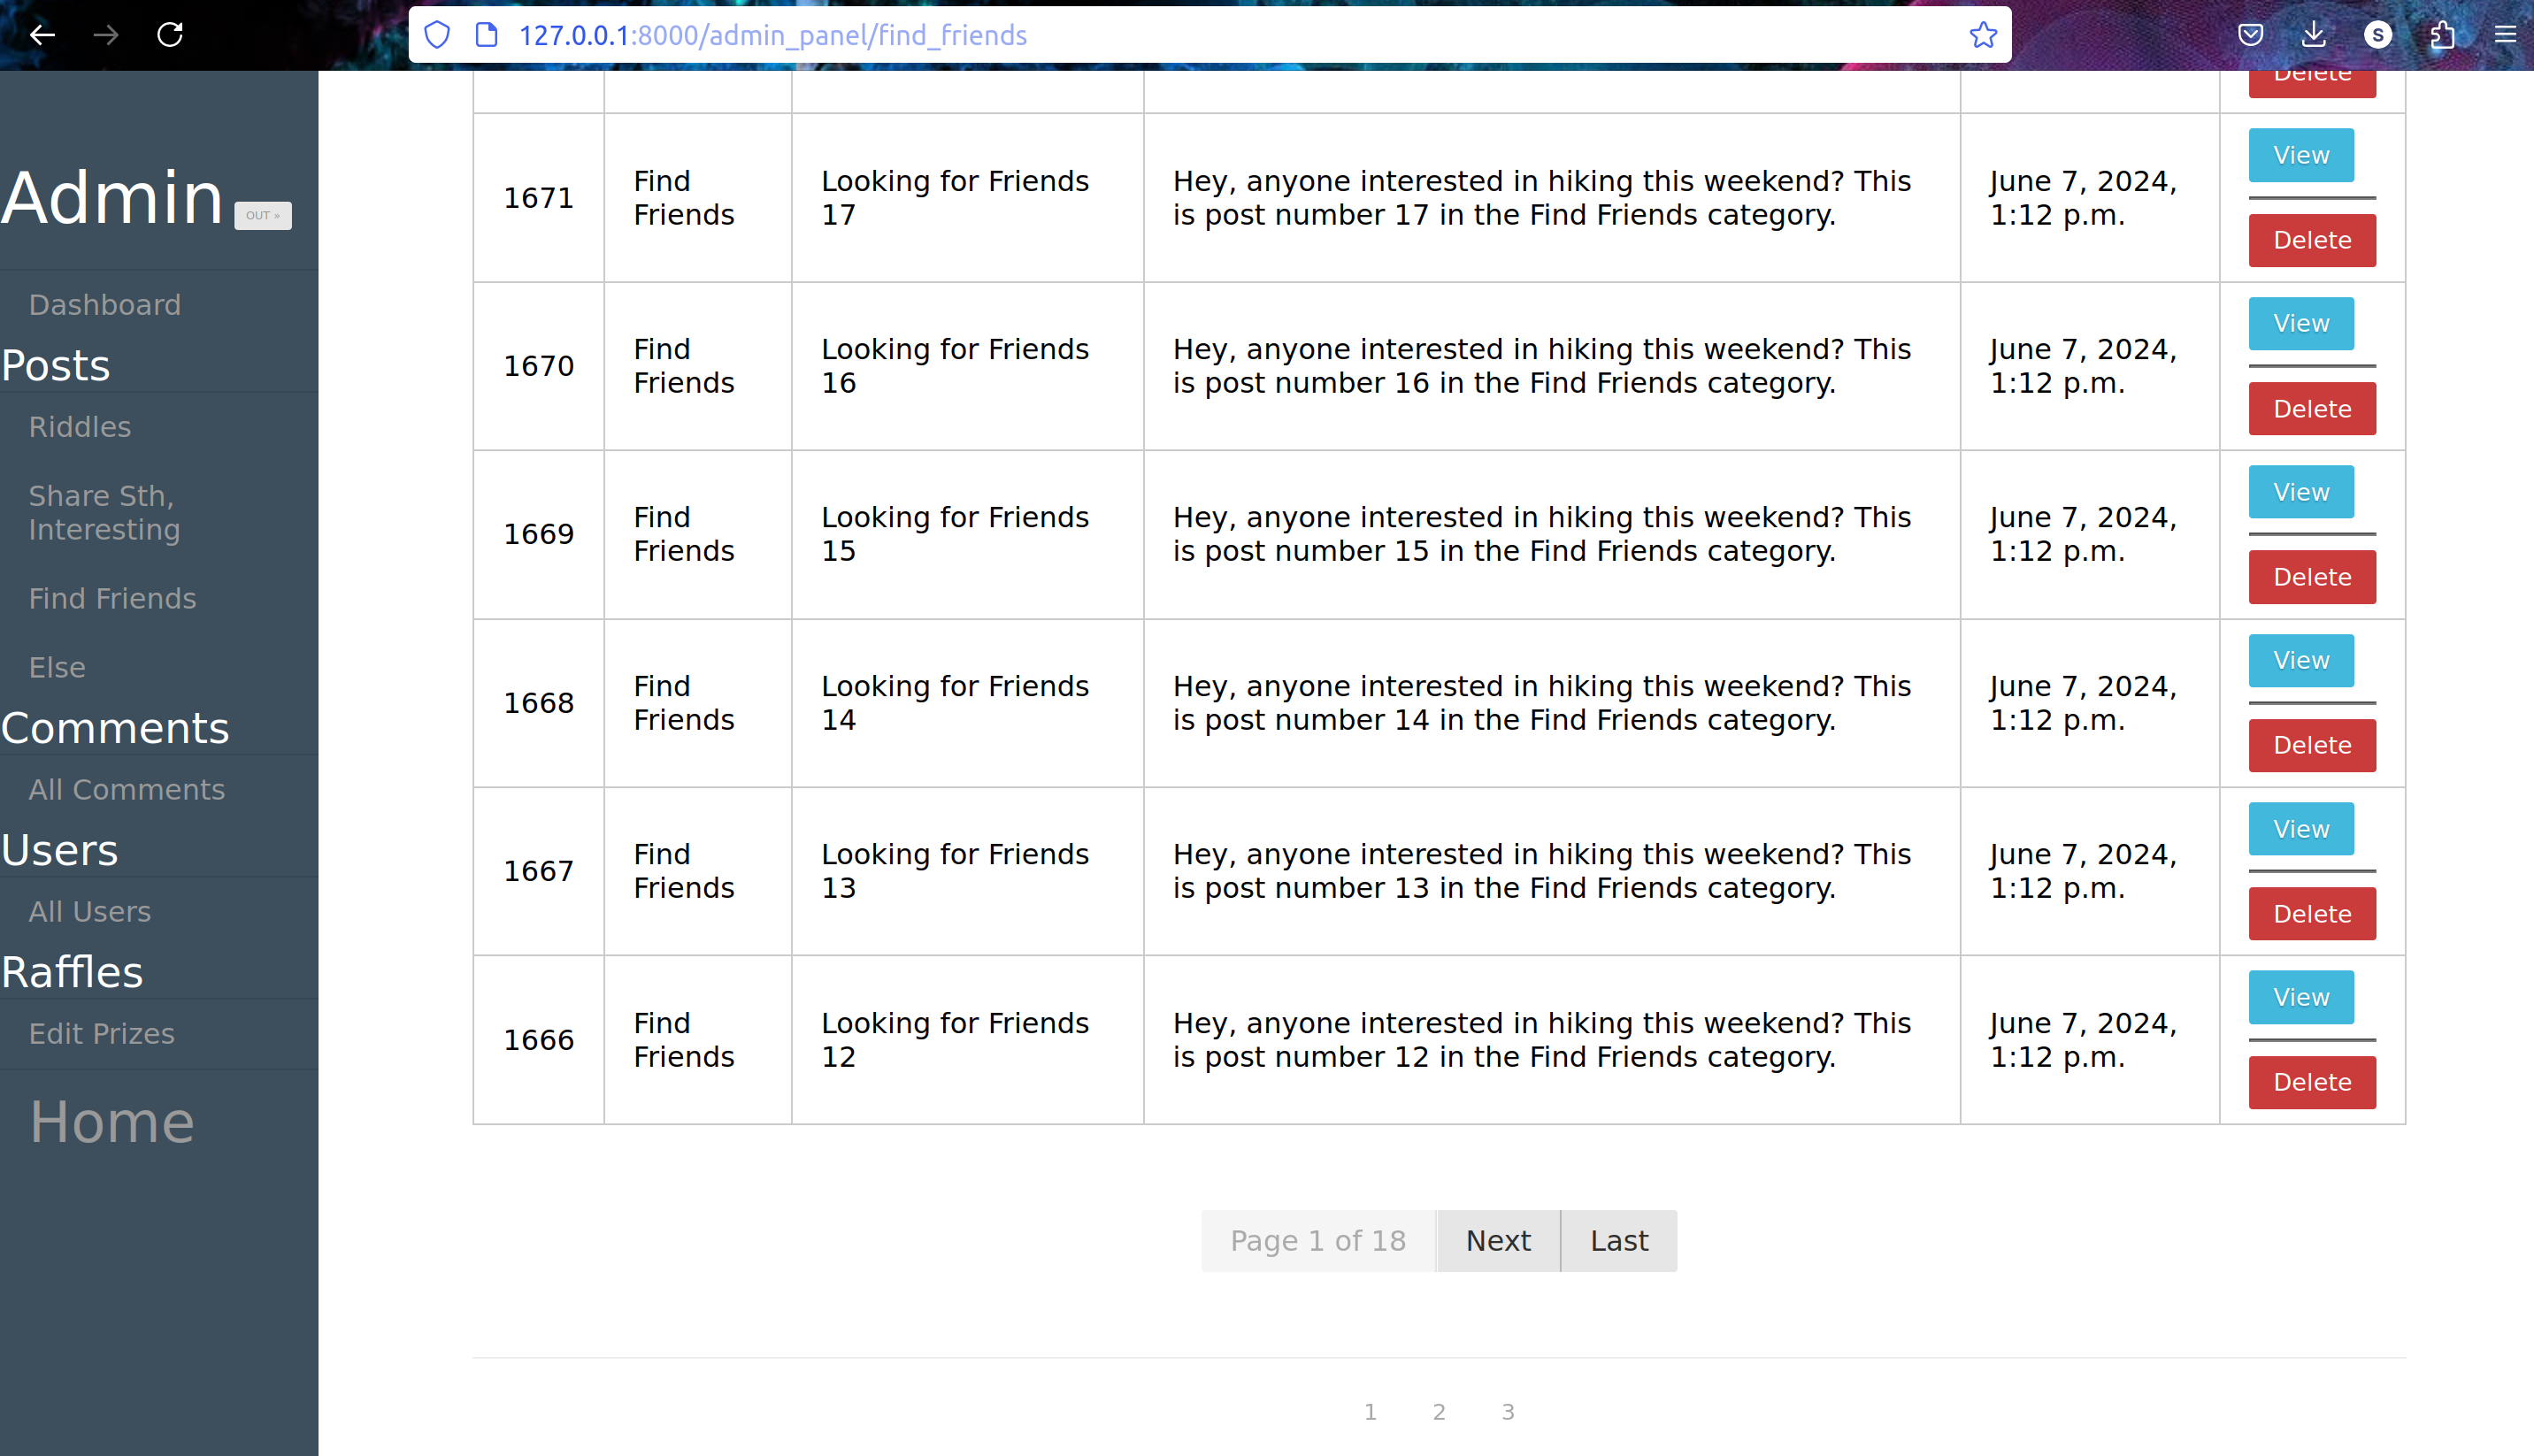 127.0.0.1:8000/admin_panel/find_friends
S
Admin OUT »
Dashboard
Posts
Riddles
Share Sth,
Interesting
Find Friends
Else
Comments
All Comments
Users
All Users
Raffles
Edit Prizes
Home
Delete
1671
Find
Friends
Looking for Friends
17
Hey, anyone interested in hiking this weekend? This
is post number 17 in the Find Friends category.
June 7, 2024,
1:12 p.m.
View
Delete
1670
Find
Friends
Looking for Friends
16
Hey, anyone interested in hiking this weekend? This
is post number 16 in the Find Friends category.
June 7, 2024,
1:12 p.m.
View
Delete
1669
Find
Friends
Looking for Friends
15
Hey, anyone interested in hiking this weekend? This
is post number 15 in the Find Friends category.
June 7, 2024,
1:12 p.m.
View
Delete
1668
Find
Friends
Looking for Friends
14
Hey, anyone interested in hiking this weekend? This
is post number 14 in the Find Friends category.
June 7, 2024,
1:12 p.m.
View
Delete
1667
Find
Friends
Looking for Friends
13
Hey, anyone interested in hiking this weekend? This
is post number 13 in the Find Friends category.
June 7, 2024,
1:12 p.m.
View
Delete
1666
Find
Friends
Looking for Friends
12
Hey, anyone interested in hiking this weekend? This
is post number 12 in the Find Friends category.
June 7, 2024,
1:12 p.m.
View
Delete
Page 1 of 18 Next Last
1 2 3